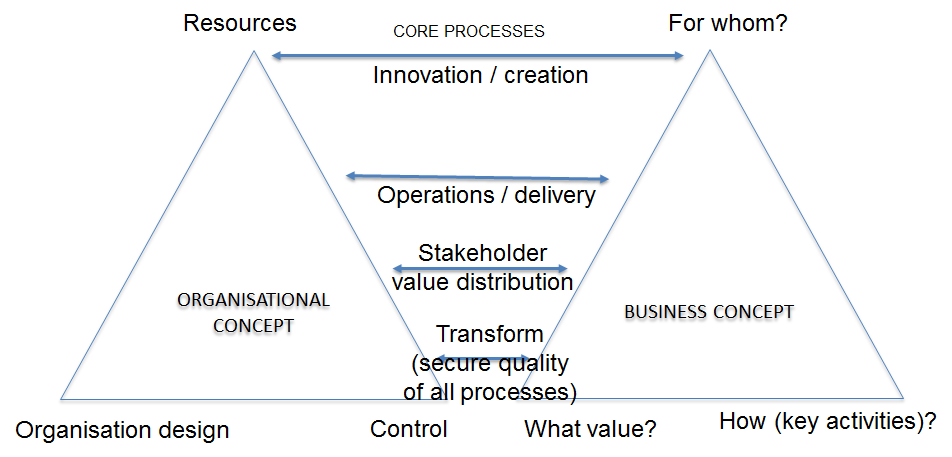 Resources
CORE PROCESSES
For whom?
Innovation / creation
Operations / delivery
Stakeholder
value distribution
ORGANISATIONAL
CONCEPT
BUSINESS CONCEPT
Transform
(secure quality
of all processes)
Organisation design
Control
What value?
How (key activities)?